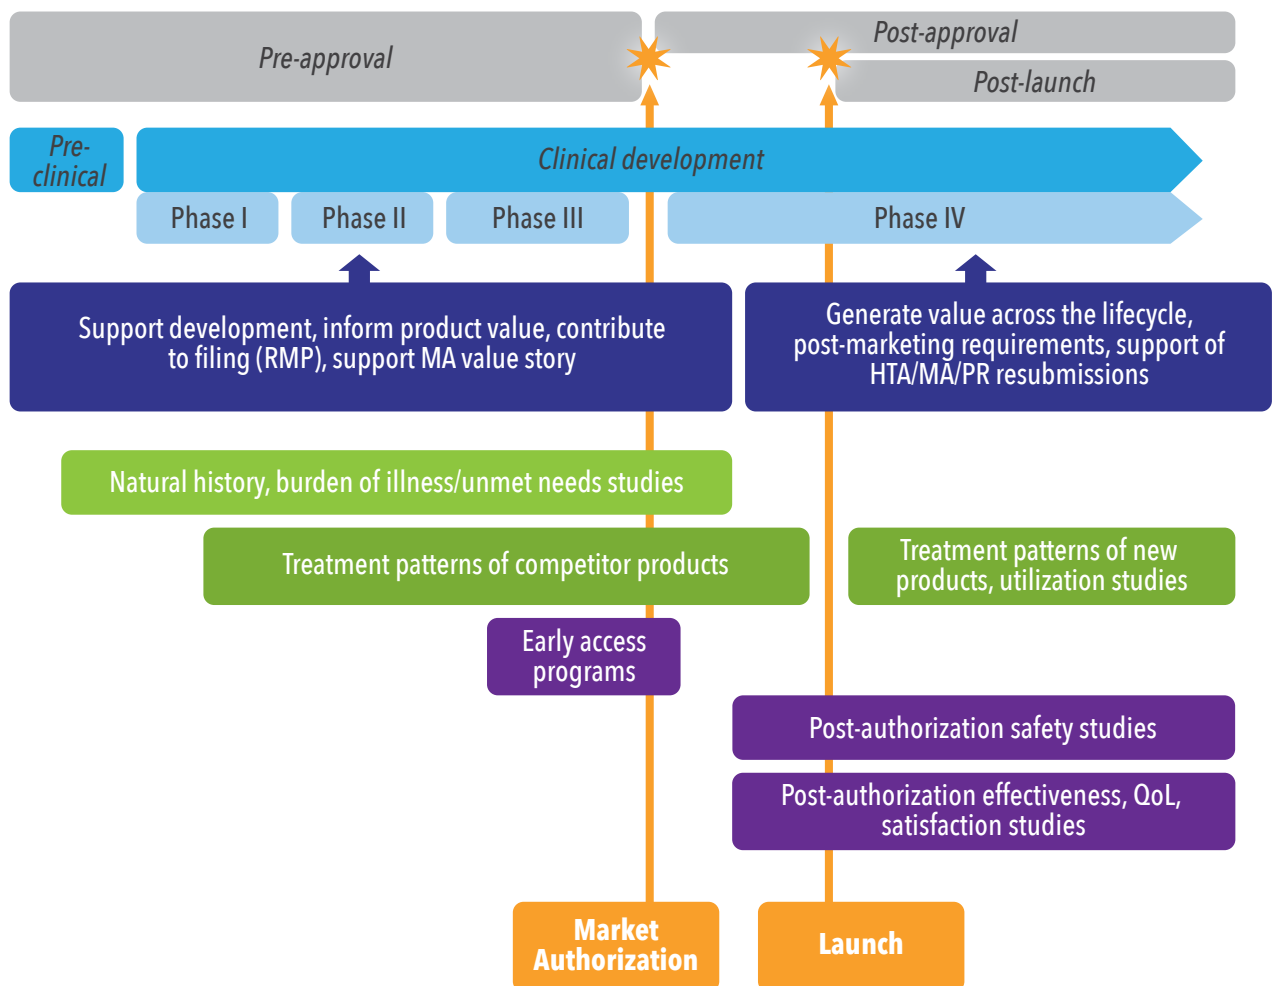 Pre-approval
Post-approval
Post-launch
Pre-
clinical
Clinical development
Phase I
Phase II
Phase III
Phase IV
Support development, inform product value, contribute
to filing (RMP), support MA value story
Generate value across the lifecycle,
post-marketing requirements, support of
HTA/MA/PR resubmissions
Natural history, burden of illness/unmet needs studies
Treatment patterns of competitor products
Treatment patterns of new
products, utilization studies
Early access
programs
Post-authorization safety studies
Post-authorization effectiveness, QoL,
satisfaction studies
Market
Authorization
Launch